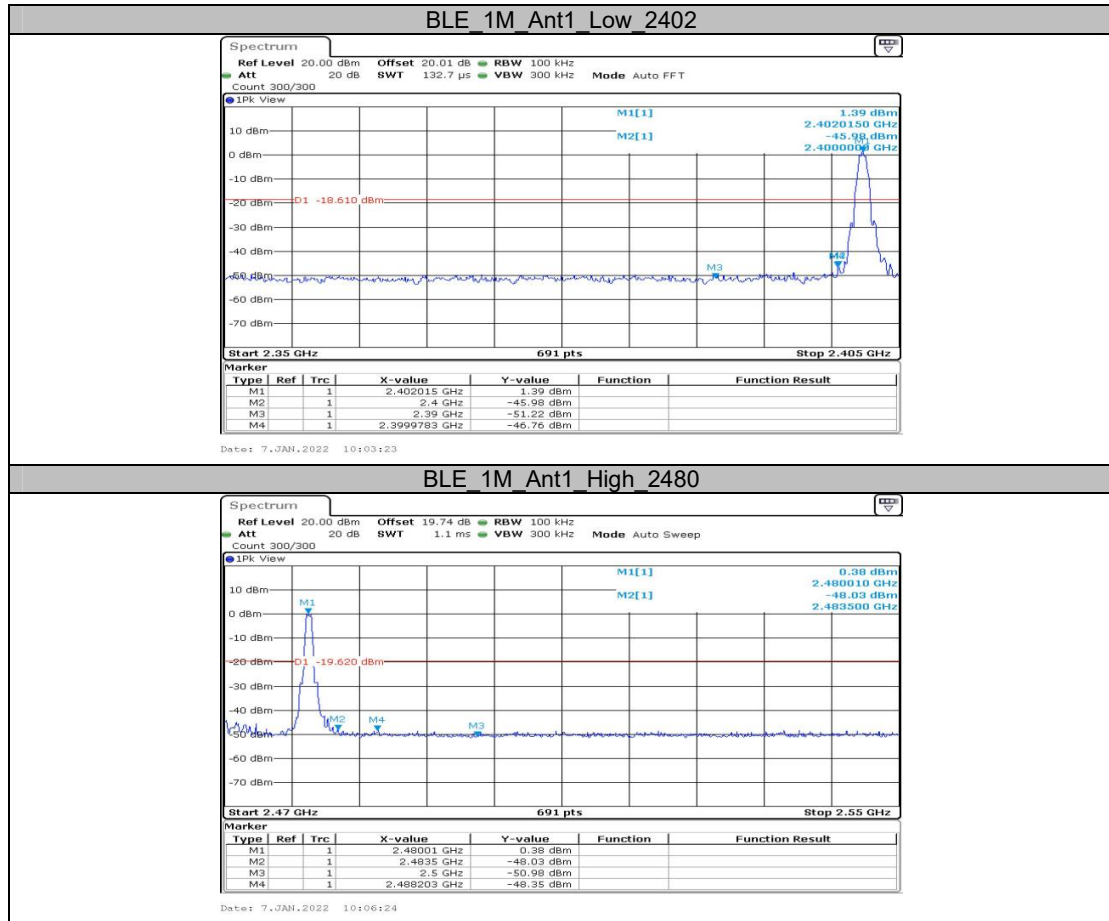 BLE_1M_Ant1_Low_2402
Spectrum
Ref Level 20.00 dBm Offset 20.01 dB RBW 100 kHz
Att 20 dB SWT 132.7 µs VBW 300 kHz Mode Auto FFT
Count 300/300
1Pk View
M1[1] 1.39 dBm
2.4020150 GHz
10 dBm
M2[1] -45.98 dBm
2.4000000 GHz
0 dBm
-10 dBm
-20 dBm D1 -18.610 dBm
-30 dBm
-40 dBm
M3
-50 dBm
-60 dBm
-70 dBm
Start 2.35 GHz 691 pts Stop 2.405 GHz
Marker
Type Ref Trc X-value Y-value Function Function Result
M1 1 2.402015 GHz 1.39 dBm
M2 1 2.4 GHz -45.98 dBm
M3 1 2.39 GHz -51.22 dBm
M4 1 2.3999783 GHz -46.76 dBm
Date: 7.JAN.2022 10:03:23
BLE_1M_Ant1_High_2480
Spectrum
Ref Level 20.00 dBm Offset 19.74 dB RBW 100 kHz
Att 20 dB SWT 1.1 ms VBW 300 kHz Mode Auto Sweep
Count 300/300
1Pk View
M1[1] 0.38 dBm
2.480010 GHz
10 dBm
M2[1] -48.03 dBm
2.483500 GHz
M1
0 dBm
-10 dBm
-20 dBm D1 -19.620 dBm
-30 dBm
-40 dBm
M2 M4 M3
-50 dBm
-60 dBm
-70 dBm
Start 2.47 GHz 691 pts Stop 2.55 GHz
Marker
Type Ref Trc X-value Y-value Function Function Result
M1 1 2.48001 GHz 0.38 dBm
M2 1 2.4835 GHz -48.03 dBm
M3 1 2.5 GHz -50.98 dBm
M4 1 2.488203 GHz -48.35 dBm
Date: 7.JAN.2022 10:06:24